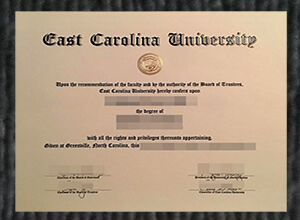 East Carolina University
Upon the recommendation of the faculty and by the authority of the Board of Trustees,
East Carolina University hereby confers upon
the degree of
with all the rights and privileges thereunto appertaining.
Given at Greenville, North Carolina, this